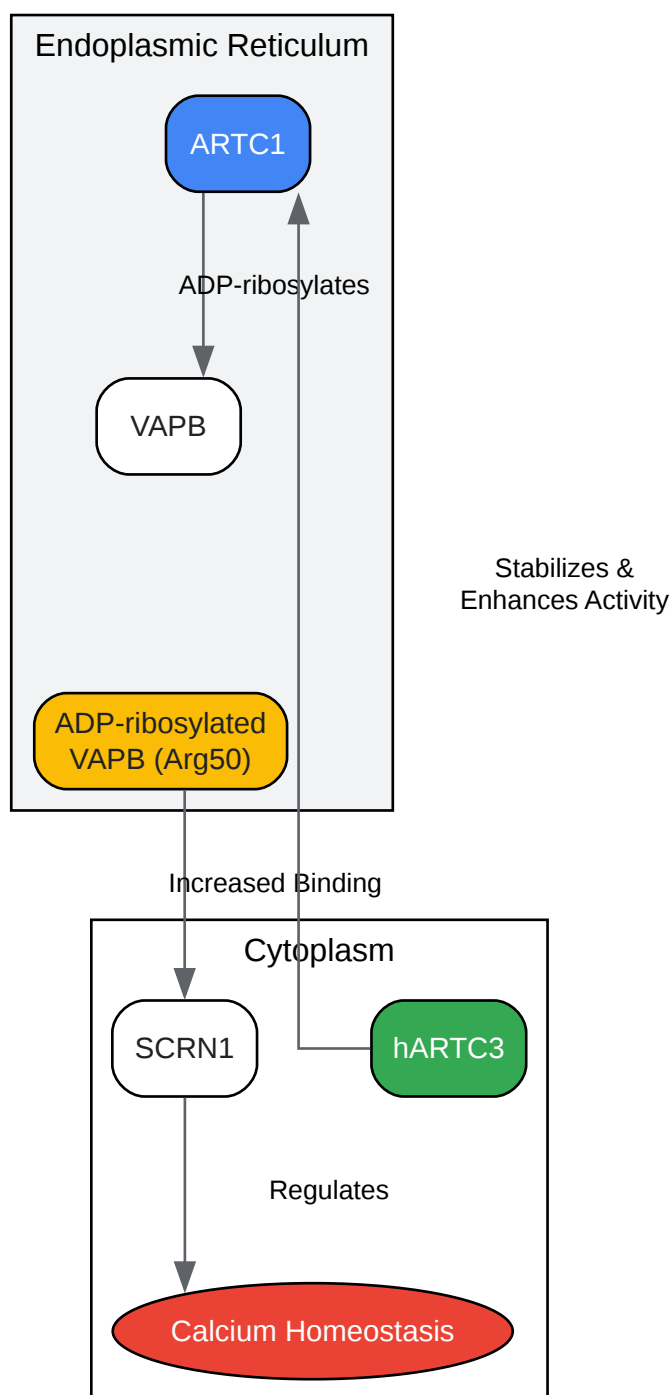 Endoplasmic Reticulum
ARTC1
ADP-ribosylates
VAPB
Stabilizes &
Enhances Activity
ADP-ribosylated
VAPB (Arg50)
Increased Binding
Cytoplasm
SCRN1
hARTC3
Regulates
Calcium Homeostasis